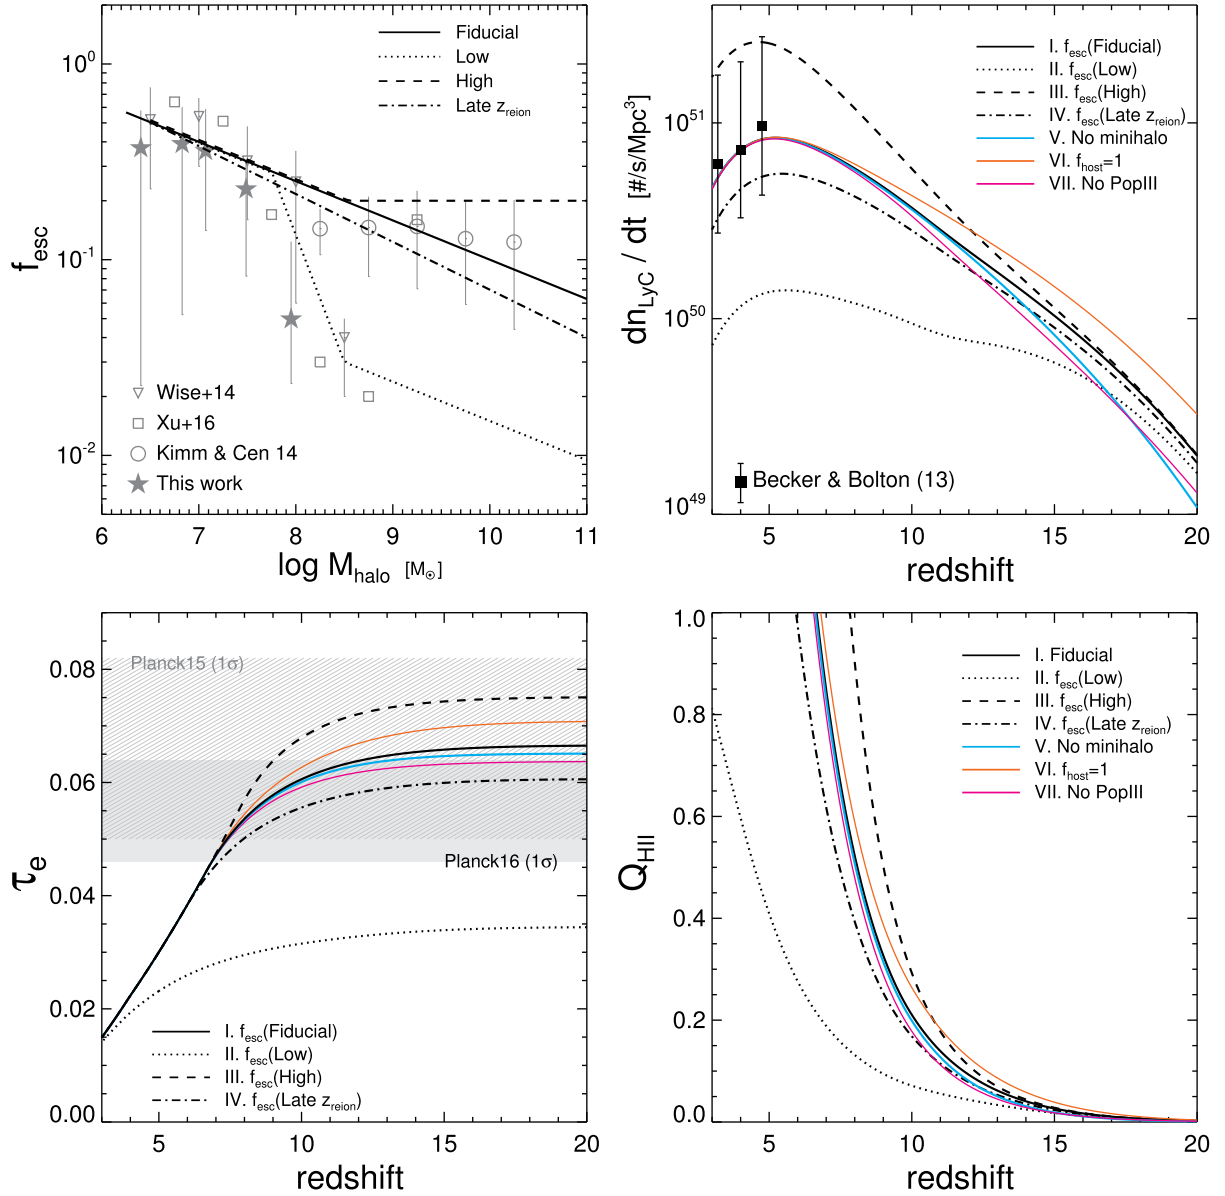 Fiducial
Low
High
Late z_reion
10^0
10^-1
10^-2
f_esc
Wise+14
Xu+16
Kimm & Cen 14
This work
6 7 8 9 10 11
log M_halo [M_⊙]
I. f_esc(Fiducial)
II. f_esc(Low)
III. f_esc(High)
IV. f_esc(Late z_reion)
V. No minihalo
VI. f_host=1
VII. No PopIII
10^51
10^50
10^49
dn_LyC / dt [#/s/Mpc^3]
Becker & Bolton (13)
5 10 15 20
redshift
Planck15 (1σ)
Planck16 (1σ)
0.08
0.06
0.04
0.02
0.00
τ_e
I. f_esc(Fiducial)
II. f_esc(Low)
III. f_esc(High)
IV. f_esc(Late z_reion)
5 10 15 20
redshift
1.0
0.8
0.6
0.4
0.2
0.0
Q_HII
I. Fiducial
II. f_esc(Low)
III. f_esc(High)
IV. f_esc(Late z_reion)
V. No minihalo
VI. f_host=1
VII. No PopIII
5 10 15 20
redshift